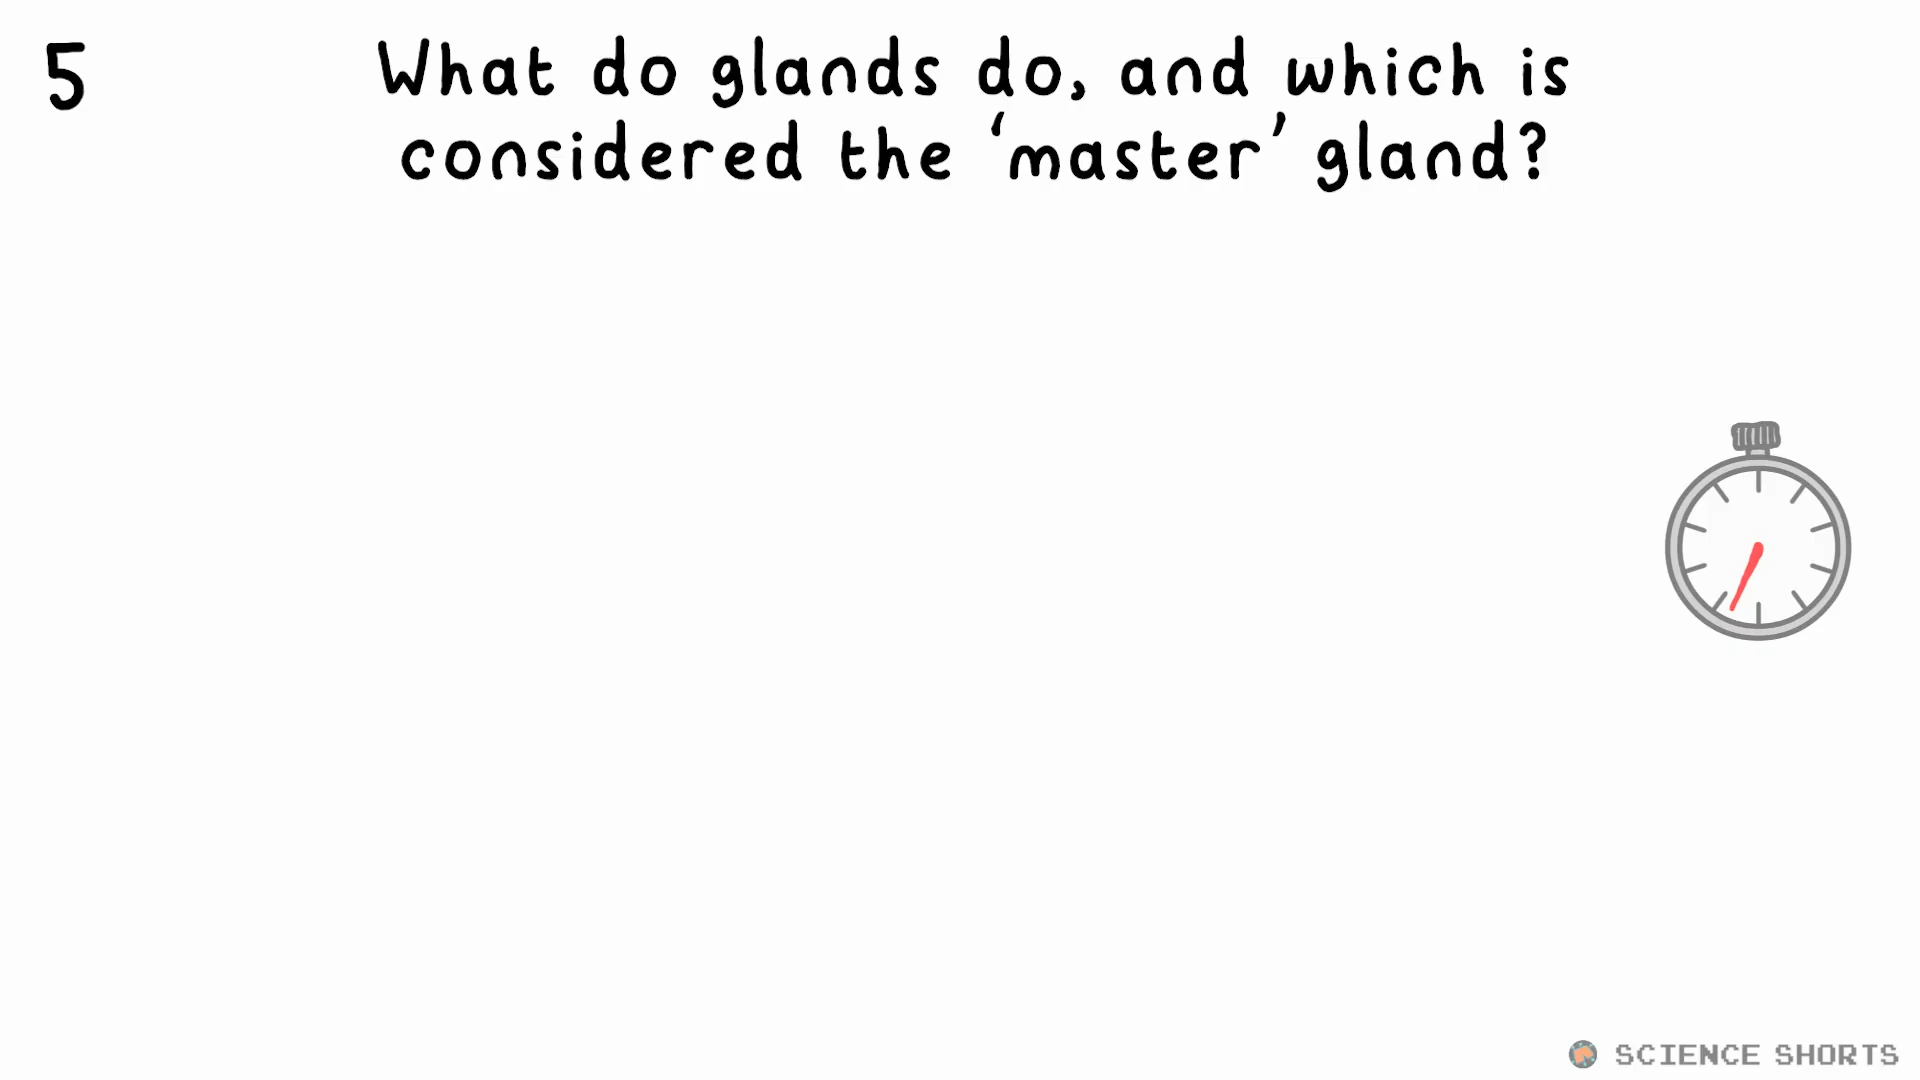 5
What do glands do, and which is
considered the ‘master’ gland?
SCIENCE SHORTS